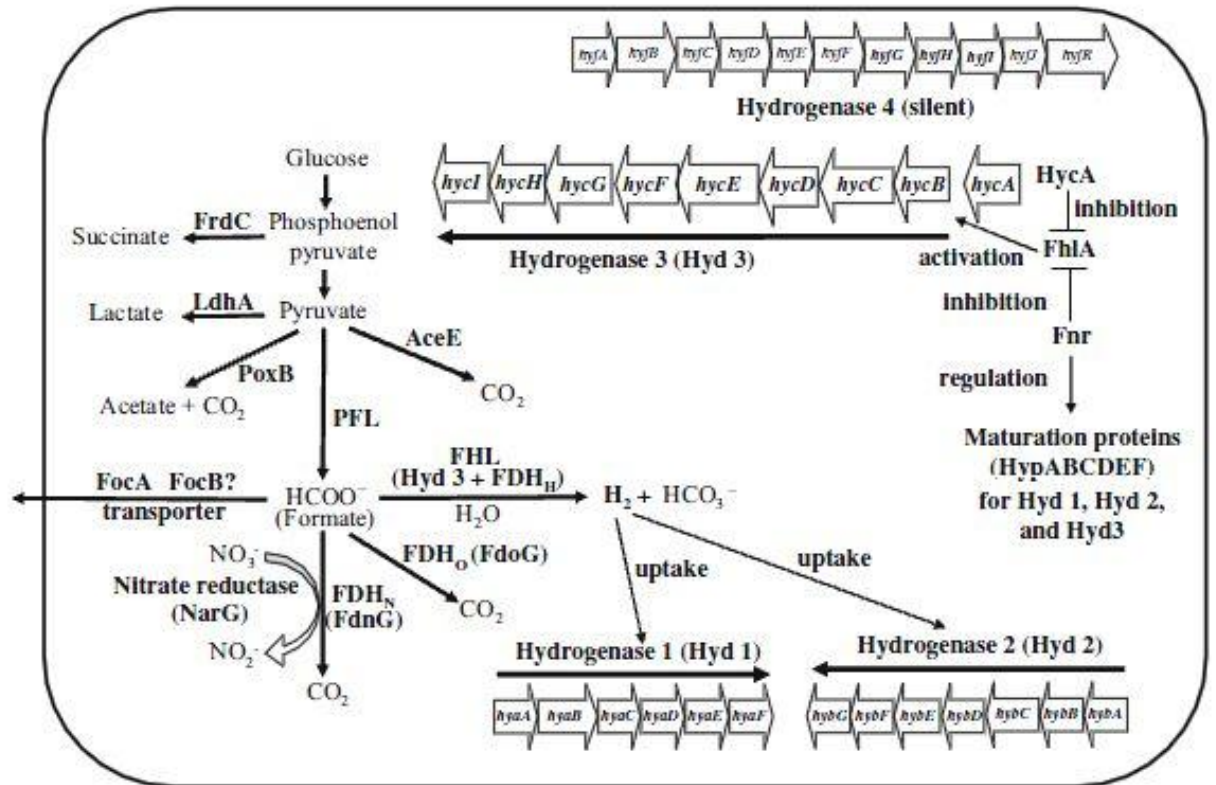 hyfA hyfB hyfC hyfD hyfE hyfF hyfG hyfH hyfI hyfJ hyfR
Hydrogenase 4 (silent)
Glucose
hycI hycH hycG hycF hycE hycD hycC hycB hycA
HycA
inhibition
Succinate
FrdC
Phosphoenol
pyruvate
Hydrogenase 3 (Hyd 3)
activation
FhlA
inhibition
Lactate
LdhA
Pyruvate
AceE
Fnr
PoxB
CO₂
regulation
Acetate + CO₂
PFL
Maturation proteins
(HypABCDEF)
for Hyd 1, Hyd 2,
and Hyd3
FocA FocB?
transporter
HCOO⁻
(Formate)
FHL
(Hyd 3 + FDH_H)
H₂O
H₂ + HCO₃⁻
NO₃⁻
Nitrate reductase
(NarG)
NO₂⁻
FDH_N
(FdnG)
CO₂
FDH_O (FdoG)
CO₂
uptake
uptake
Hydrogenase 1 (Hyd 1)
hyaA hyaB hyaC hyaD hyaE hyaF
Hydrogenase 2 (Hyd 2)
hybG hybF hybE hybD hybC hybB hybA